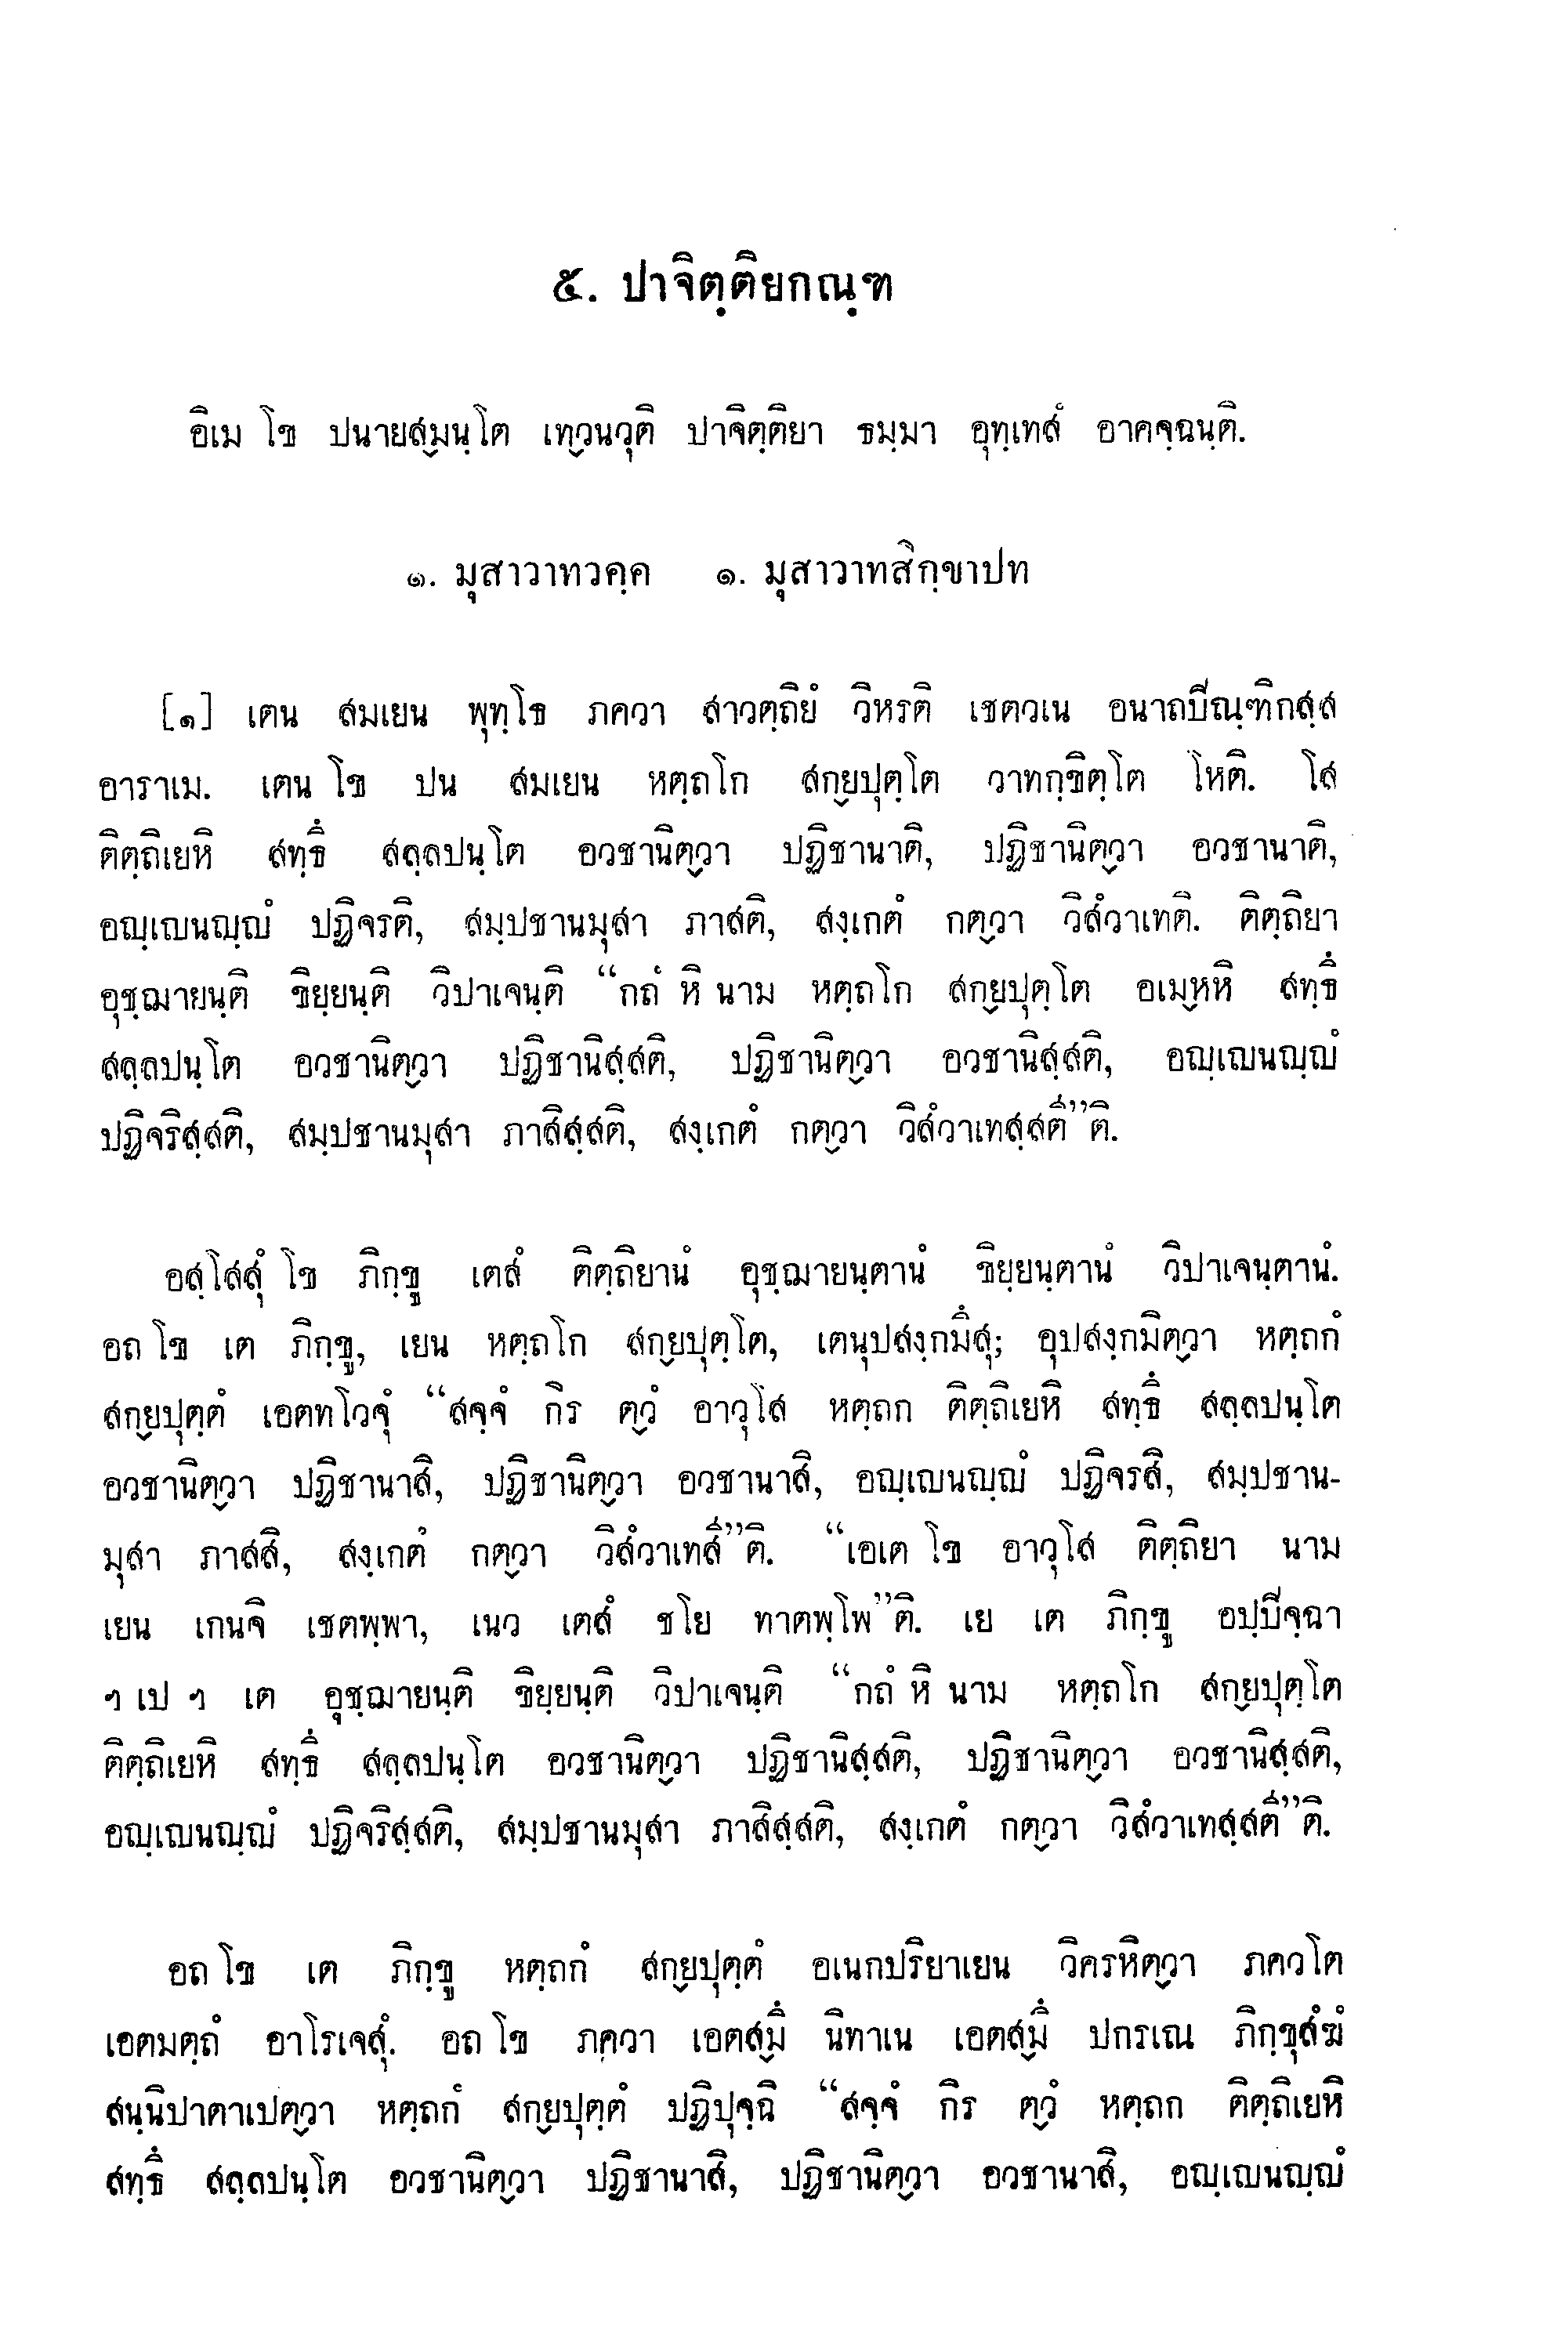 ๕. ปาจิตฺติยกณฺฑ
อิเม โข ปนายส๎มนฺโต เท๎วนวุติ ปาจิตฺติยา ธมฺมา อุทฺเทสํ อาคจฺฉนฺติ.
๑. มุสาวาทวคฺค ๑. มุสาวาทสิกฺขาปท
[๑] เตน สมเยน พุทฺโธ ภควา สาวตฺถิยํ วิหรติ เชตวเน อนาถปิณฺฑิกสฺส
อาราเม. เตน โข ปน สมเยน หตฺถโก สก๎ยปุตฺโต วาทกฺขิตฺโต โหติ. โส
ติตฺถิเยหิ สทฺธึ สลฺลปนฺโต อวชานิต๎วา ปฏิชานาติ, ปฏิชานิต๎วา อวชานาติ,
อญฺเญนญฺญํ ปฏิจรติ, สมฺปชานมุสา ภาสติ, สงฺเกตํ กต๎วา วิสํวาเทติ. ติตฺถิยา
อุชฺฌายนฺติ ขิยฺยนฺติ วิปาเจนฺติ “กถํ หิ นาม หตฺถโก สก๎ยปุตฺโต อเม๎หหิ สทฺธึ
สลฺลปนฺโต อวชานิต๎วา ปฏิชานิสฺสติ, ปฏิชานิต๎วา อวชานิสฺสติ, อญฺเญนญฺญํ
ปฏิจริสฺสติ, สมฺปชานมุสา ภาสิสฺสติ, สงฺเกตํ กต๎วา วิสํวาเทสฺสตี”ติ.
อสฺโสสุํ โข ภิกฺขู เตสํ ติตฺถิยานํ อุชฺฌายนฺตานํ ขิยฺยนฺตานํ วิปาเจนฺตานํ.
อถ โข เต ภิกฺขู, เยน หตฺถโก สก๎ยปุตฺโต, เตนุปสงฺกมึสุ; อุปสงฺกมิต๎วา หตฺถกํ
สก๎ยปุตฺตํ เอตทโวจุํ “สจฺจํ กิร ต๎วํ อาวุโส หตฺถก ติตฺถิเยหิ สทฺธึ สลฺลปนฺโต
อวชานิต๎วา ปฏิชานาสิ, ปฏิชานิต๎วา อวชานาสิ, อญฺเญนญฺญํ ปฏิจรสิ, สมฺปชาน-
มุสา ภาสสิ, สงฺเกตํ กต๎วา วิสํวาเทสี”ติ. “เอเต โข อาวุโส ติตฺถิยา นาม
เยน เกนจิ เชตพฺพา, เนว เตสํ ชโย ทาตพฺโพ”ติ. เย เต ภิกฺขู อปฺปิจฺฉา
ฯ เป ฯ เต อุชฺฌายนฺติ ขิยฺยนฺติ วิปาเจนฺติ “กถํ หิ นาม หตฺถโก สก๎ยปุตฺโต
ติตฺถิเยหิ สทฺธึ สลฺลปนฺโต อวชานิต๎วา ปฏิชานิสฺสติ, ปฏิชานิต๎วา อวชานิสฺสติ,
อญฺเญนญฺญํ ปฏิจริสฺสติ, สมฺปชานมุสา ภาสิสฺสติ, สงฺเกตํ กต๎วา วิสํวาเทสฺสตี”ติ.
อถ โข เต ภิกฺขู หตฺถกํ สก๎ยปุตฺตํ อเนกปริยาเยน วิครหิต๎วา ภควโต
เอตมตฺถํ อาโรเจสุํ. อถ โข ภควา เอตส๎มึ นิทาเน เอตส๎มึ ปกรเณ ภิกฺขุสํฆํ
สนฺนิปาตาเปต๎วา หตฺถกํ สก๎ยปุตฺตํ ปฏิปุจฺฉิ “สจฺจํ กิร ต๎วํ หตฺถก ติตฺถิเยหิ
สทฺธึ สลฺลปนฺโต อวชานิต๎วา ปฏิชานาสิ, ปฏิชานิต๎วา อวชานาสิ, อญฺเญนญฺญํ